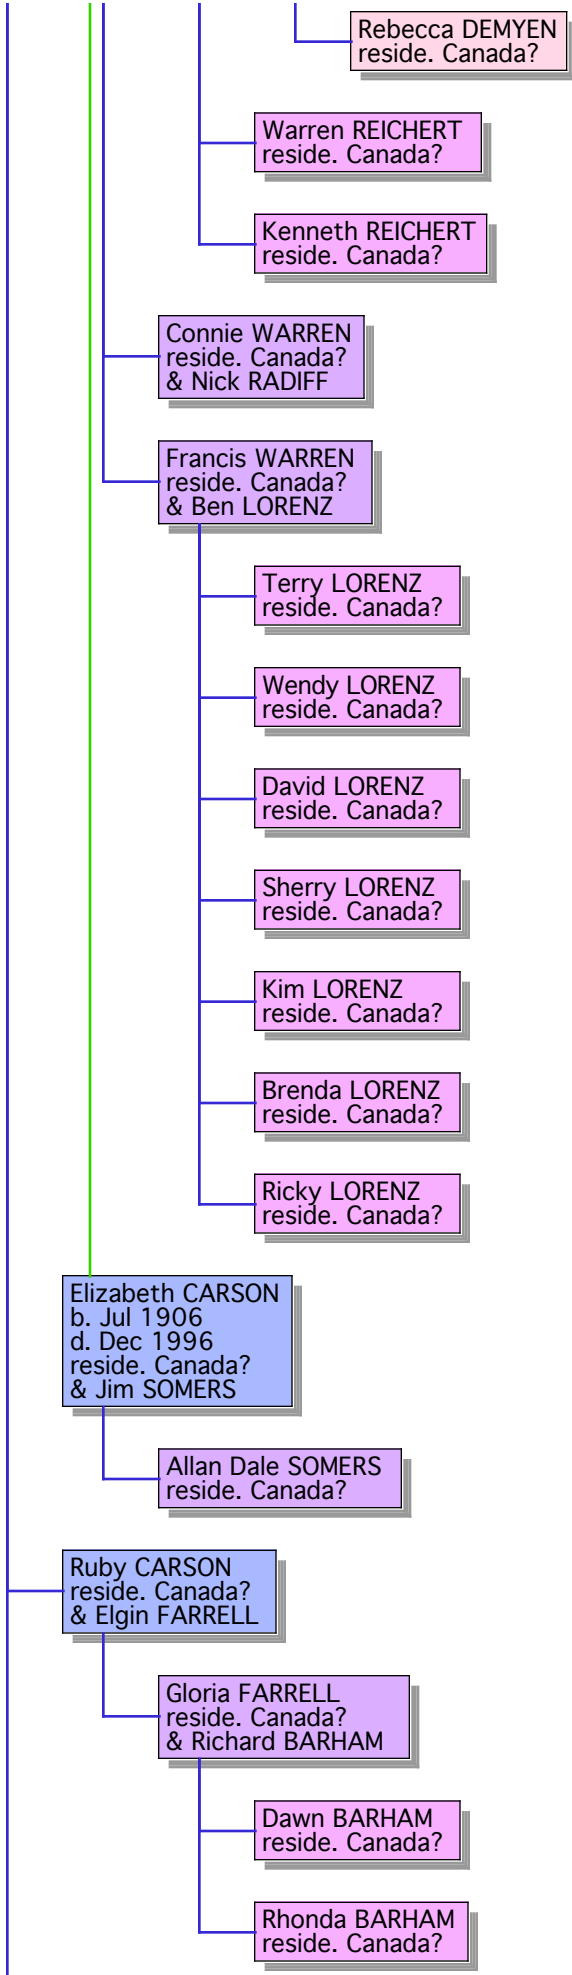 Rebecca DEMYEN
reside. Canada?
Warren REICHERT
reside. Canada?
Kenneth REICHERT
reside. Canada?
Connie WARREN
reside. Canada?
& Nick RADIFF
Francis WARREN
reside. Canada?
& Ben LORENZ
Terry LORENZ
reside. Canada?
Wendy LORENZ
reside. Canada?
David LORENZ
reside. Canada?
Sherry LORENZ
reside. Canada?
Kim LORENZ
reside. Canada?
Brenda LORENZ
reside. Canada?
Ricky LORENZ
reside. Canada?
Elizabeth CARSON
b. Jul 1906
d. Dec 1996
reside. Canada?
& Jim SOMERS
Allan Dale SOMERS
reside. Canada?
Ruby CARSON
reside. Canada?
& Elgin FARRELL
Gloria FARRELL
reside. Canada?
& Richard BARHAM
Dawn BARHAM
reside. Canada?
Rhonda BARHAM
reside. Canada?